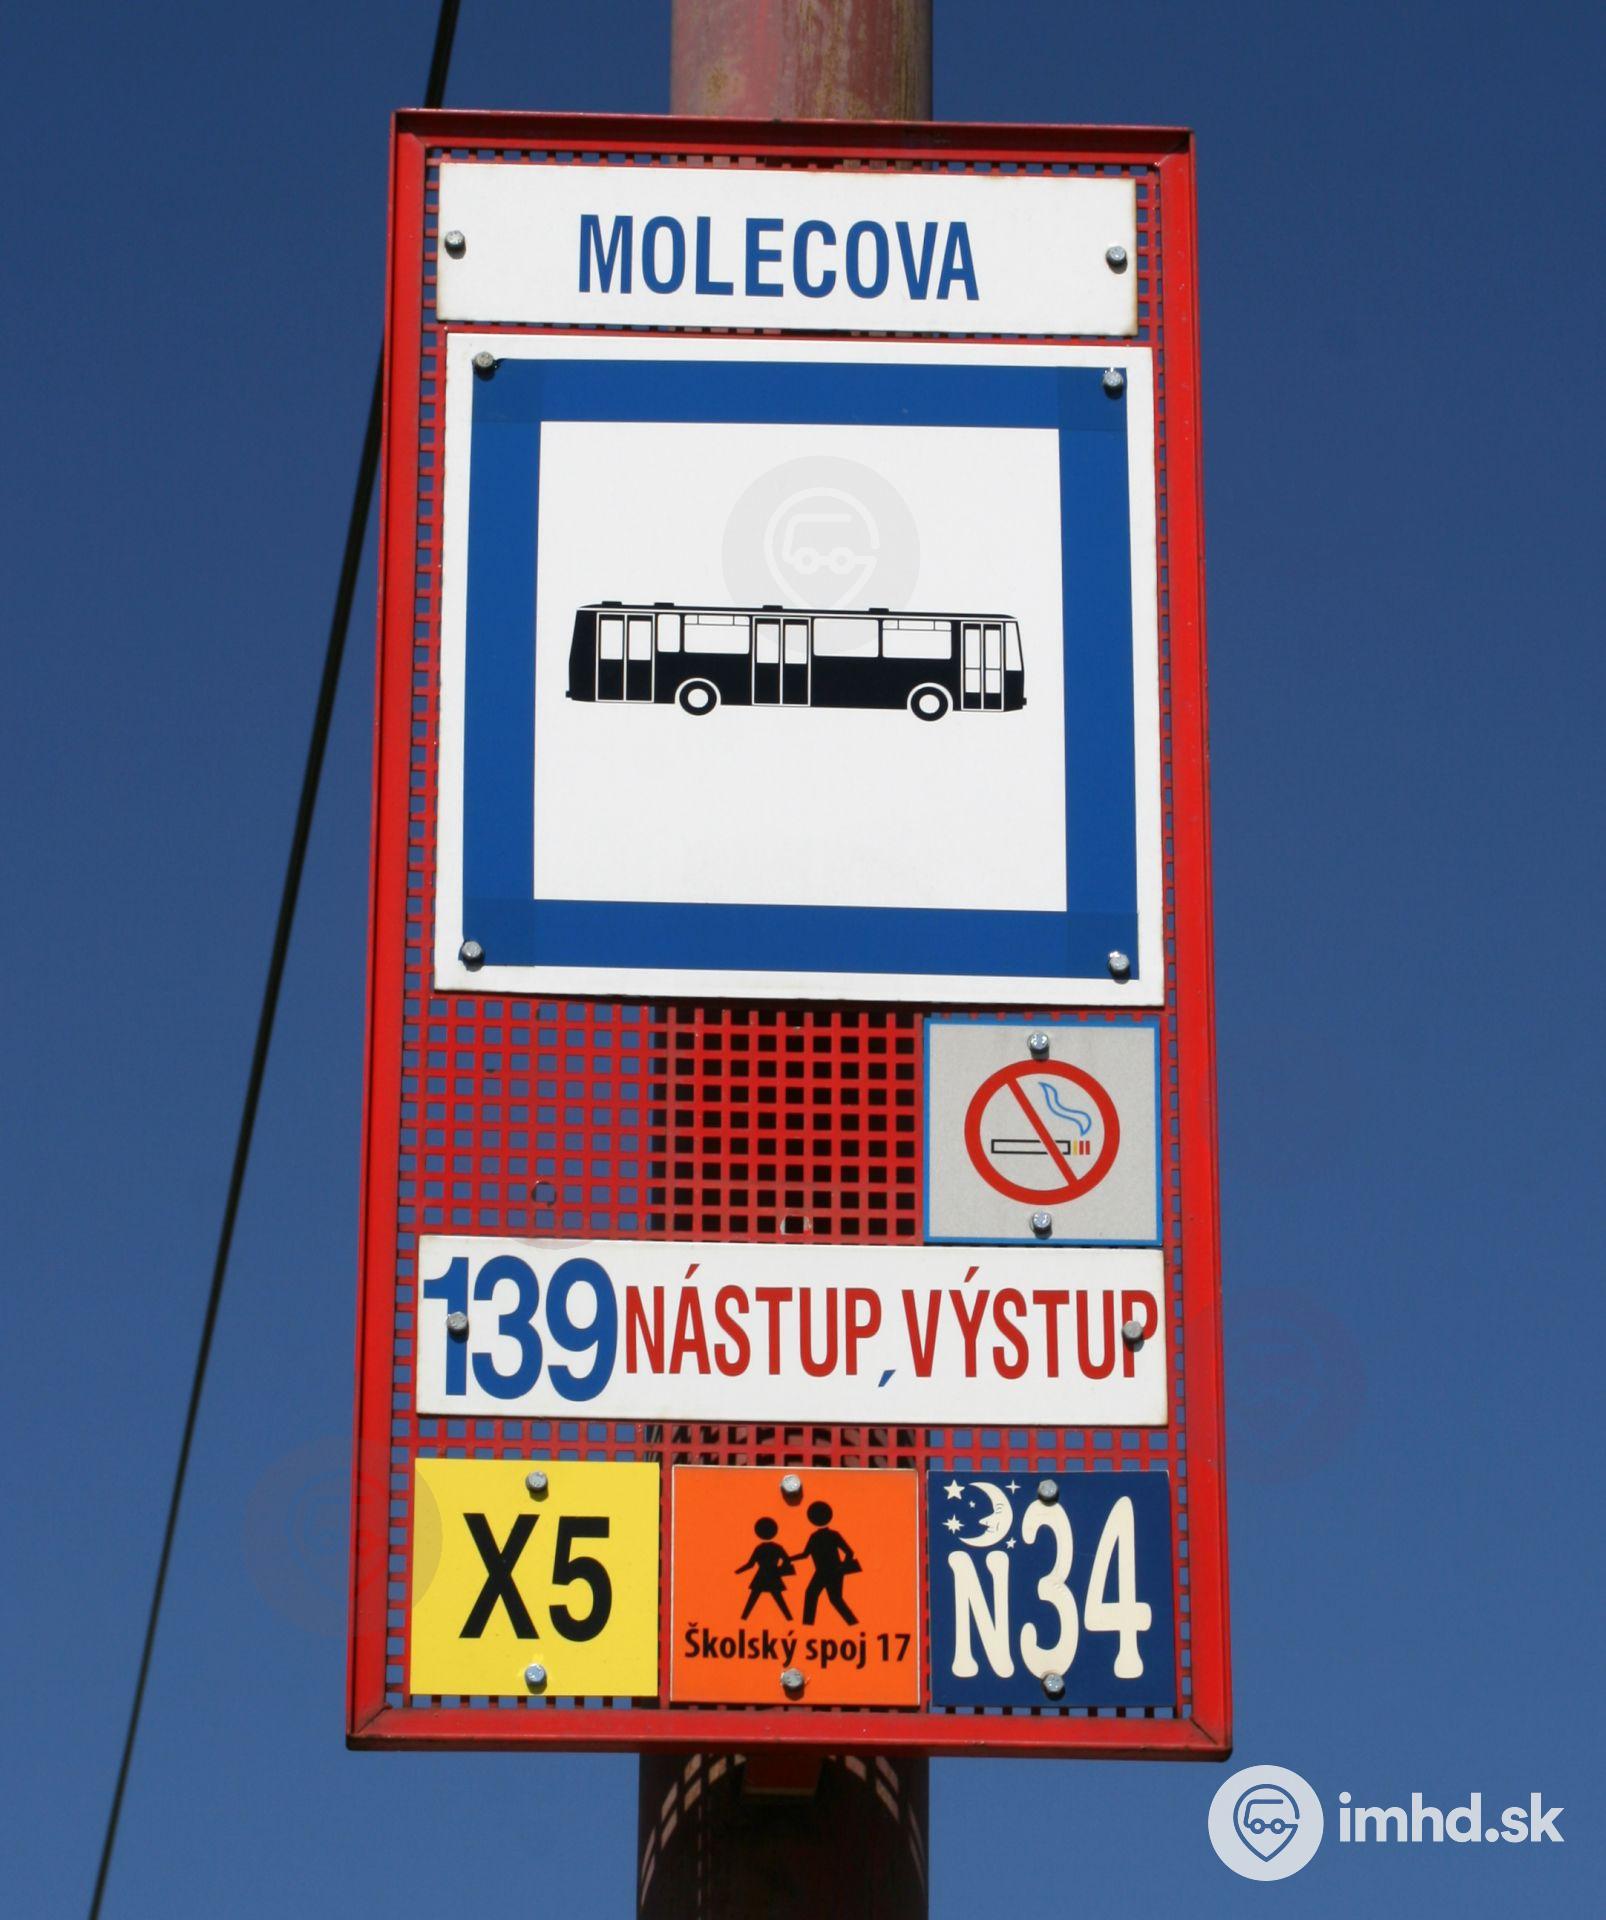 MOLECOVA
139 NÁSTUP, VÝSTUP
X5
Školský spoj 17
N34
imhd.sk